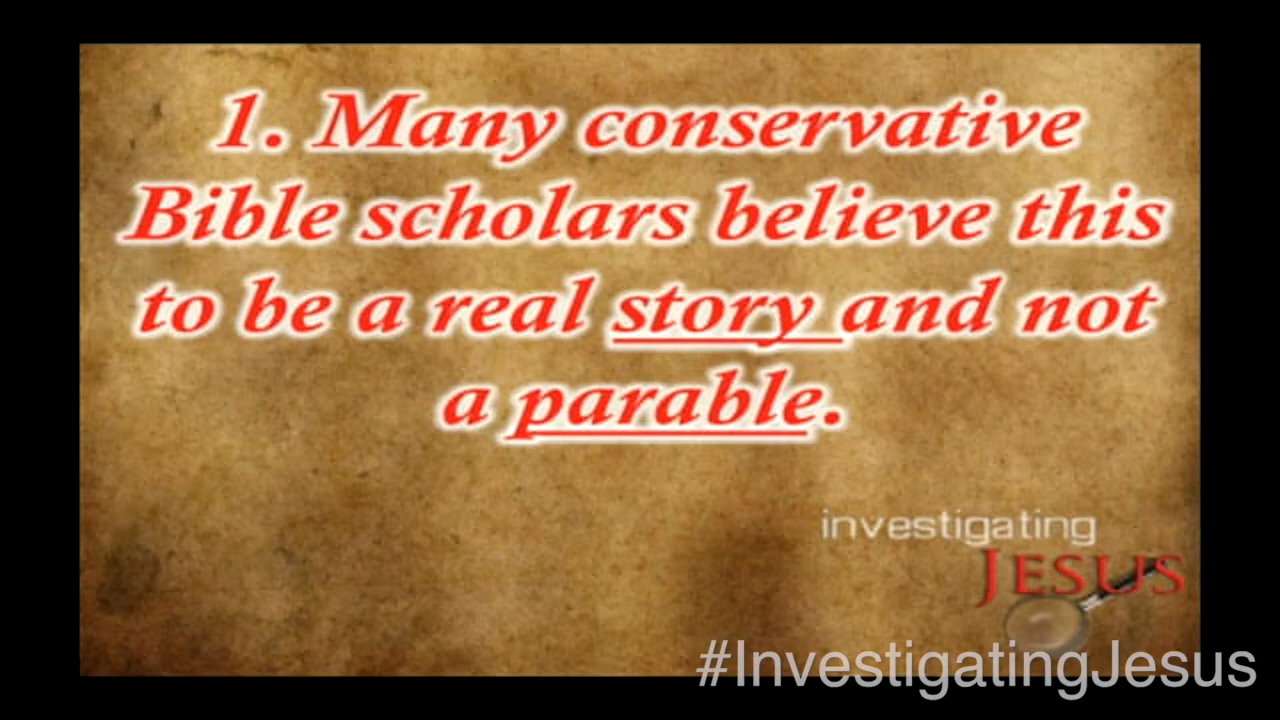 1. Many conservative
Bible scholars believe this
to be a real story and not
a parable.
investigating
JESUS
#InvestigatingJesus